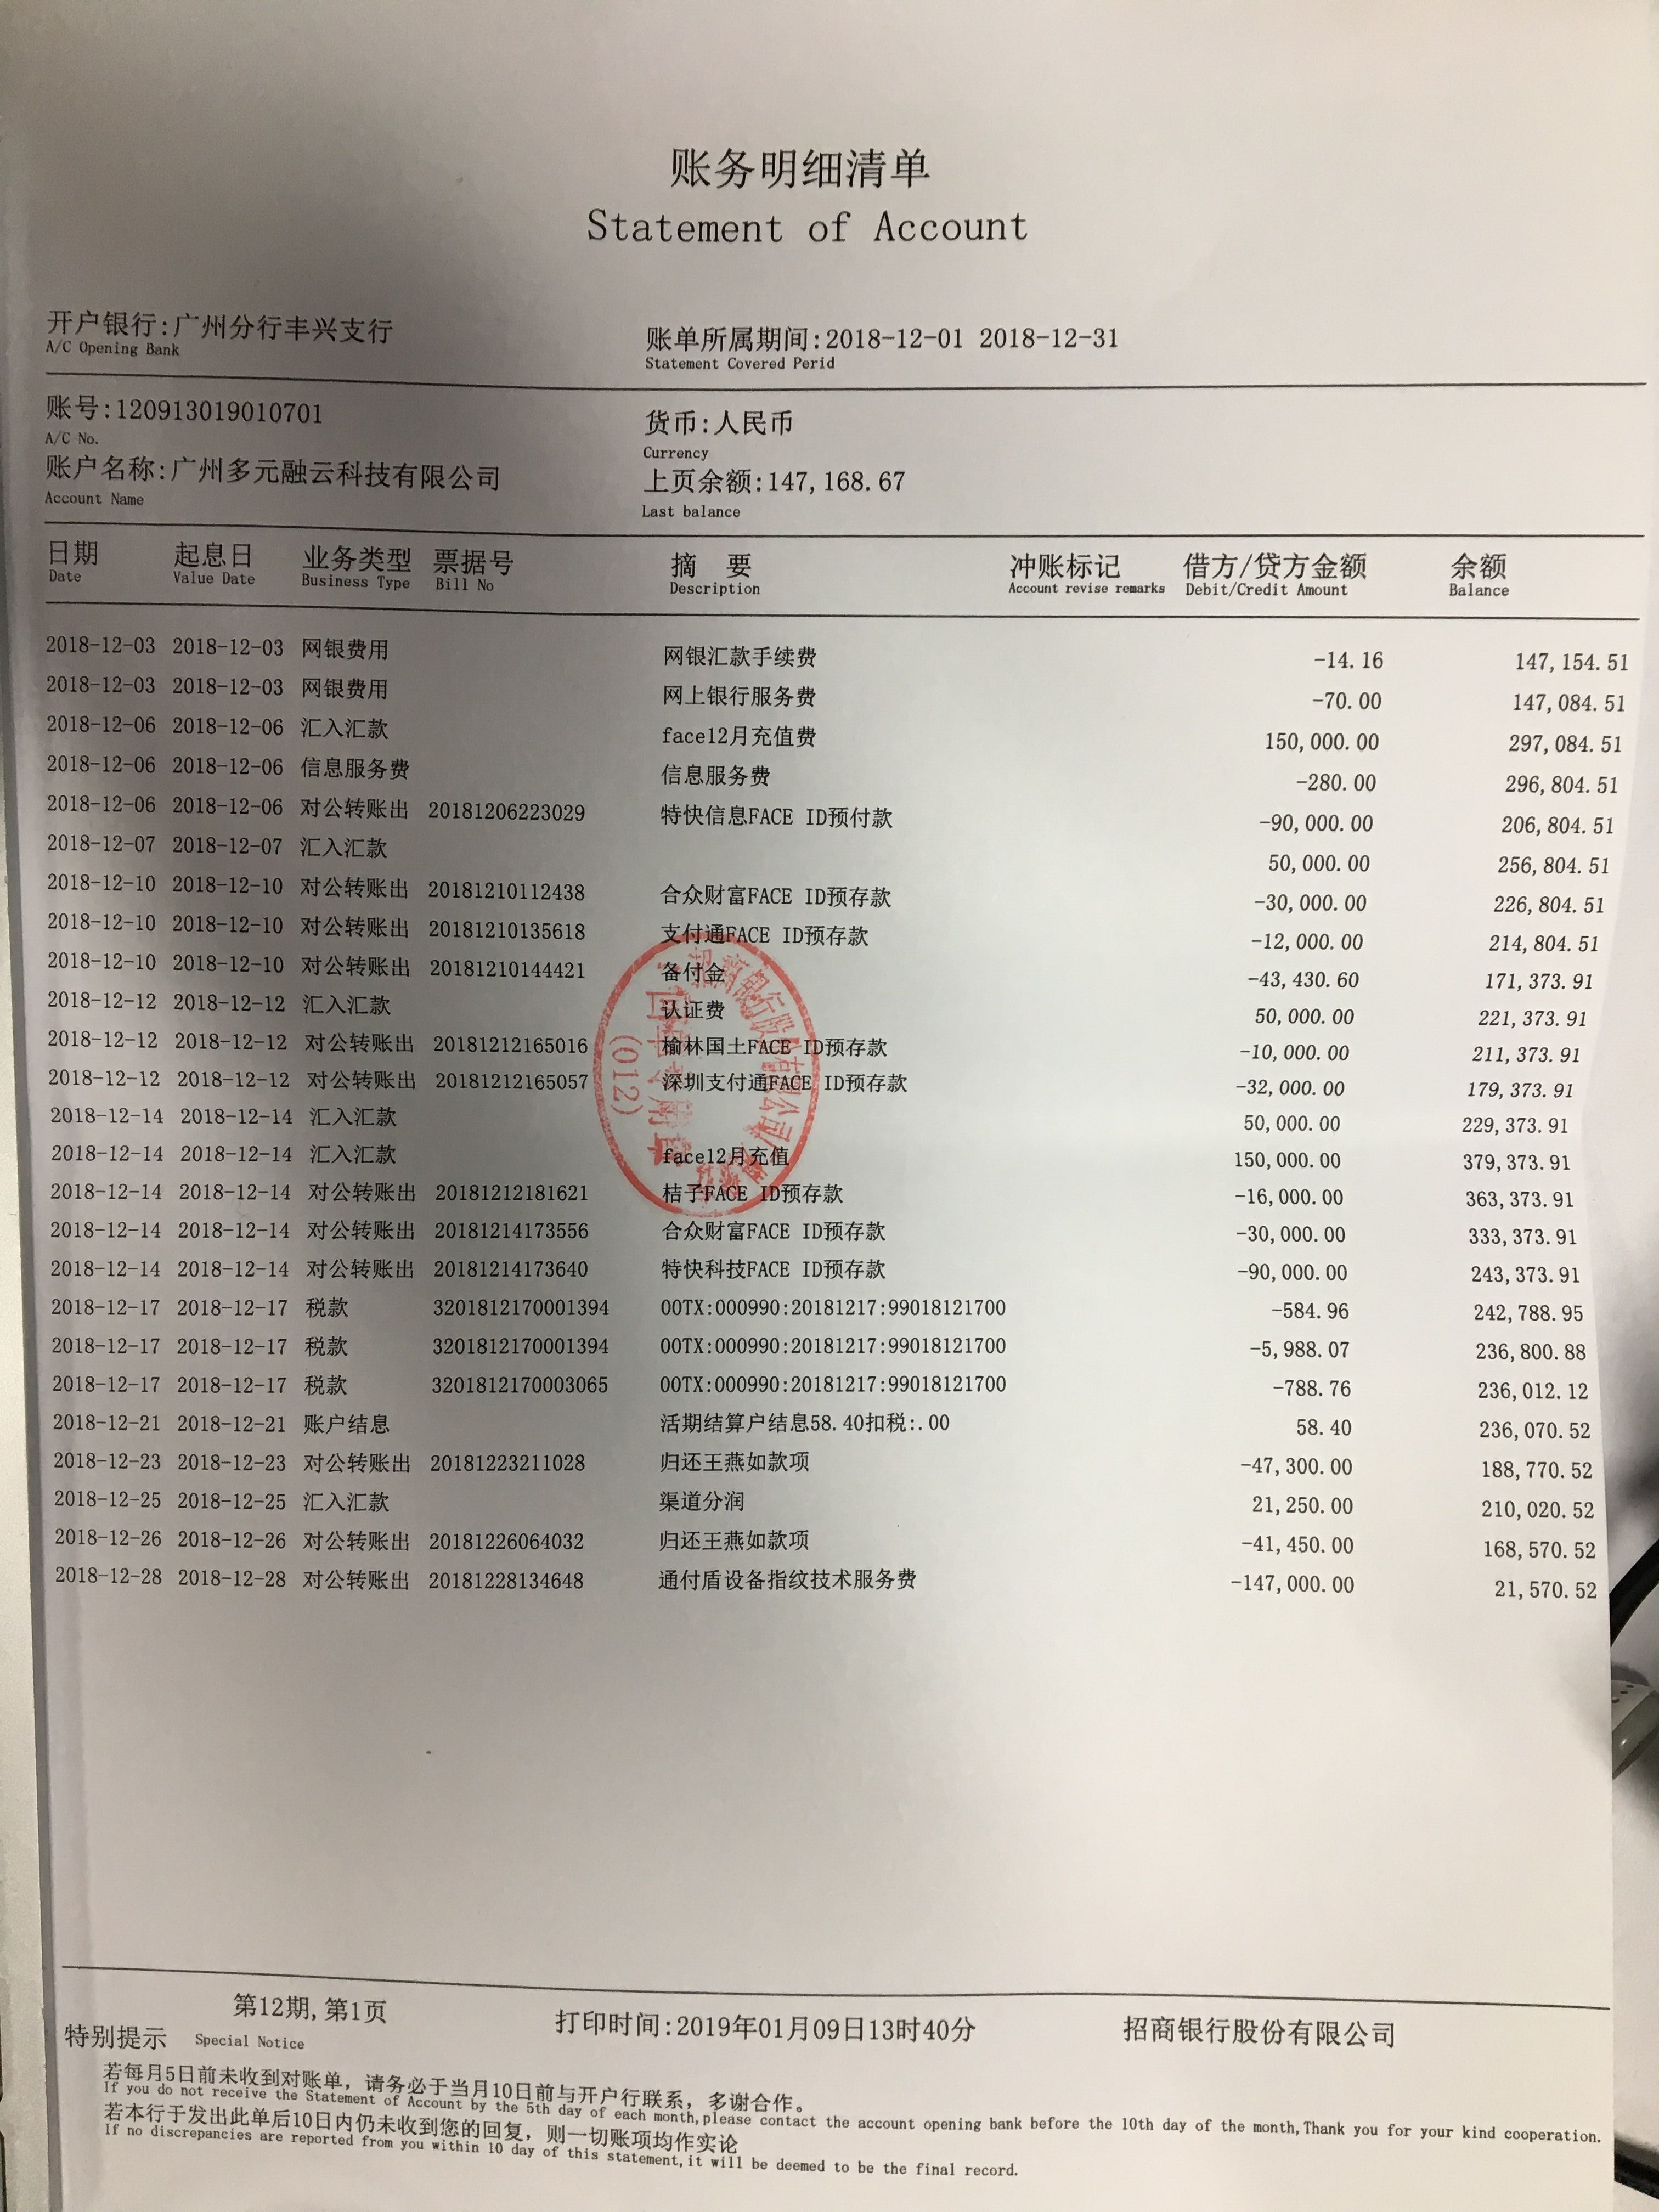 账务明细清单
Statement of Account
开户银行:广州分行丰兴支行 账单所属期间:2018-12-01 2018-12-31
A/C Opening Bank Statement Covered Perid
账号:120913019010701 货币:人民币
A/C No. Currency
账户名称:广州多元融云科技有限公司 上页余额:147,168.67
Account Name Last balance
日期 起息日 业务类型 票据号 摘 要 冲账标记 借方/贷方金额 余额
Date Value Date Business Type Bill No Description Account revise remarks Debit/Credit Amount Balance
2018-12-03 2018-12-03 网银费用 网银汇款手续费 -14.16 147,154.51
2018-12-03 2018-12-03 网银费用 网上银行服务费 -70.00 147,084.51
2018-12-06 2018-12-06 汇入汇款 face12月充值费 150,000.00 297,084.51
2018-12-06 2018-12-06 信息服务费 信息服务费 -280.00 296,804.51
2018-12-06 2018-12-06 对公转账出 20181206223029 特快信息FACE ID预付款 -90,000.00 206,804.51
2018-12-07 2018-12-07 汇入汇款 50,000.00 256,804.51
2018-12-10 2018-12-10 对公转账出 20181210112438 合众财富FACE ID预存款 -30,000.00 226,804.51
2018-12-10 2018-12-10 对公转账出 20181210135618 支付通FACE ID预存款 -12,000.00 214,804.51
2018-12-10 2018-12-10 对公转账出 20181210144421 备付金 -43,430.60 171,373.91
2018-12-12 2018-12-12 汇入汇款 认证费 50,000.00 221,373.91
2018-12-12 2018-12-12 对公转账出 20181212165016 榆林国土FACE ID预存款 -10,000.00 211,373.91
2018-12-12 2018-12-12 对公转账出 20181212165057 深圳支付通FACE ID预存款 -32,000.00 179,373.91
2018-12-14 2018-12-14 汇入汇款 50,000.00 229,373.91
2018-12-14 2018-12-14 汇入汇款 face12月充值 150,000.00 379,373.91
2018-12-14 2018-12-14 对公转账出 20181212181621 桔子FACE ID预存款 -16,000.00 363,373.91
2018-12-14 2018-12-14 对公转账出 20181214173556 合众财富FACE ID预存款 -30,000.00 333,373.91
2018-12-14 2018-12-14 对公转账出 20181214173640 特快科技FACE ID预存款 -90,000.00 243,373.91
2018-12-17 2018-12-17 税款 3201812170001394 00TX:000990:20181217:99018121700 -584.96 242,788.95
2018-12-17 2018-12-17 税款 3201812170001394 00TX:000990:20181217:99018121700 -5,988.07 236,800.88
2018-12-17 2018-12-17 税款 3201812170003065 00TX:000990:20181217:99018121700 -788.76 236,012.12
2018-12-21 2018-12-21 账户结息 活期结算户结息58.40扣税:.00 58.40 236,070.52
2018-12-23 2018-12-23 对公转账出 20181223211028 归还王燕如款项 -47,300.00 188,770.52
2018-12-25 2018-12-25 汇入汇款 渠道分润 21,250.00 210,020.52
2018-12-26 2018-12-26 对公转账出 20181226064032 归还王燕如款项 -41,450.00 168,570.52
2018-12-28 2018-12-28 对公转账出 20181228134648 通付盾设备指纹技术服务费 -147,000.00 21,570.52
(012)
第12期,第1页 打印时间:2019年01月09日13时40分 招商银行股份有限公司
特别提示 Special Notice
若每月5日前未收到对账单，请务必于当月10日前与开户行联系，多谢合作。
If you do not receive the Statement of Account by the 5th day of each month,please contact the account opening bank before the 10th day of the month,Thank you for your kind cooperation.
若本行于发出此单后10日内仍未收到您的回复，则一切账项均作实论
If no discrepancies are reported from you within 10 day of this statement,it will be deemed to be the final record.